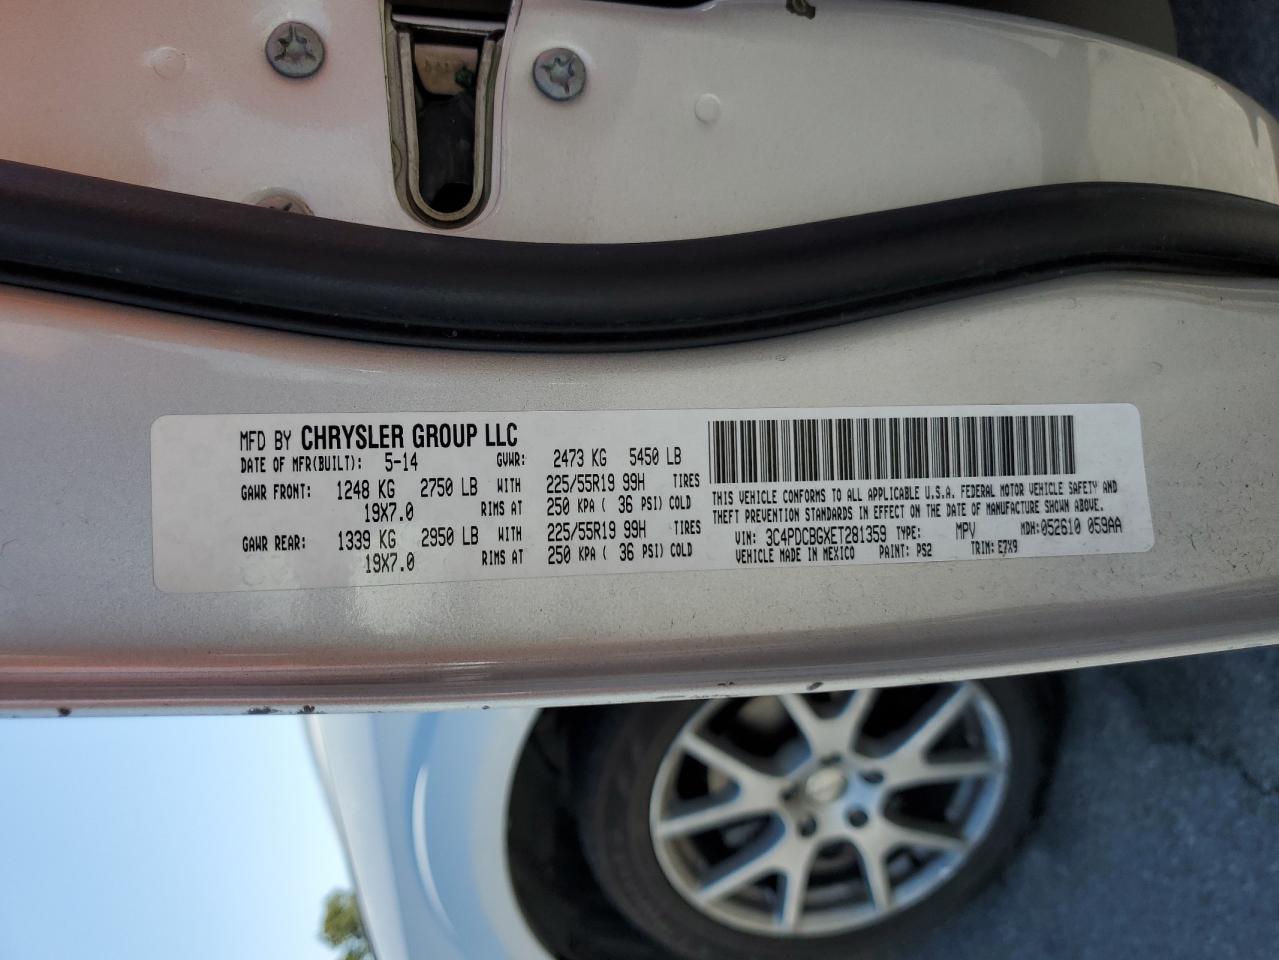 MFD BY CHRYSLER GROUP LLC
DATE OF MFR(BUILT): 5-14 GVWR: 2473 KG 5450 LB
GAWR FRONT: 1248 KG 2750 LB WITH 225/55R19 99H TIRES
19X7.0 RIMS AT 250 KPA ( 36 PSI) COLD
GAWR REAR: 1339 KG 2950 LB WITH 225/55R19 99H TIRES
19X7.0 RIMS AT 250 KPA ( 36 PSI) COLD
THIS VEHICLE CONFORMS TO ALL APPLICABLE U.S.A. FEDERAL MOTOR VEHICLE SAFETY AND
THEFT PREVENTION STANDARDS IN EFFECT ON THE DATE OF MANUFACTURE SHOWN ABOVE.
VIN: 3C4PDCBGXET281359 TYPE: MPV MDH:052610 059AA
VEHICLE MADE IN MEXICO PAINT: PS2 TRIM: E7X9